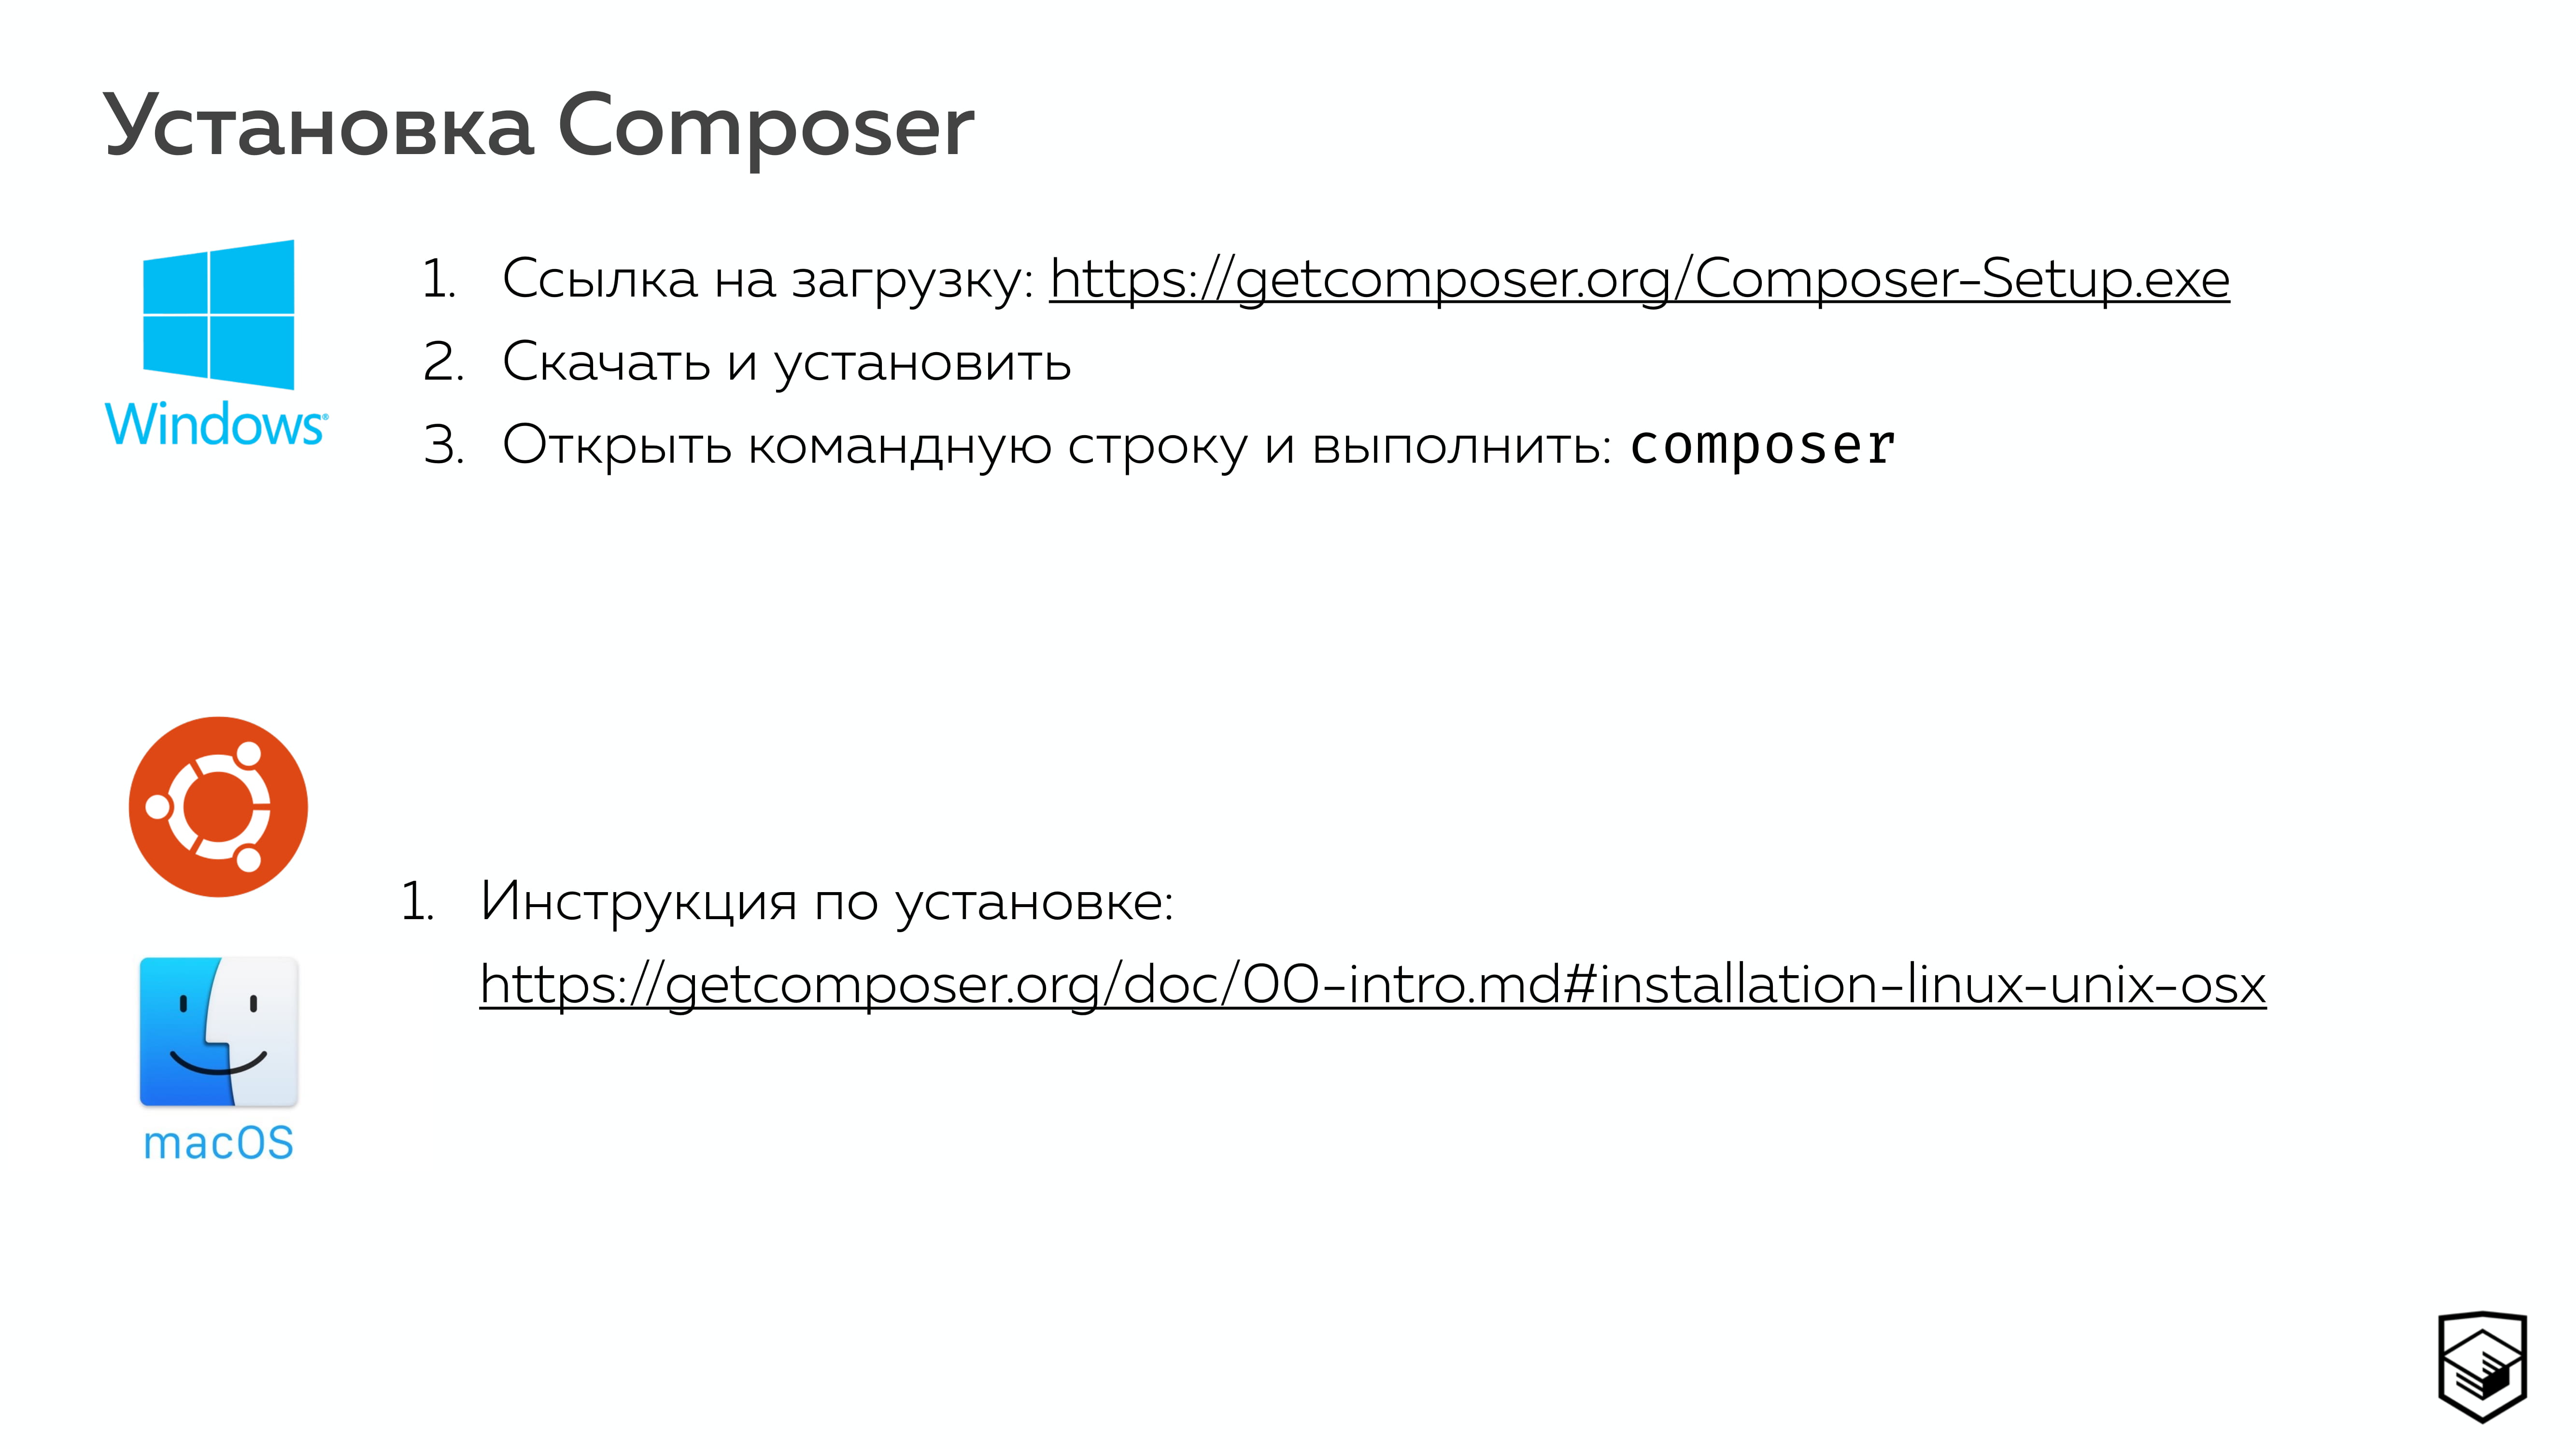 Установка Composer
Windows®
1. Ссылка на загрузку: https://getcomposer.org/Composer-Setup.exe
2. Скачать и установить
3. Открыть командную строку и выполнить: composer
1. Инструкция по установке:
https://getcomposer.org/doc/00-intro.md#installation-linux-unix-osx
macOS